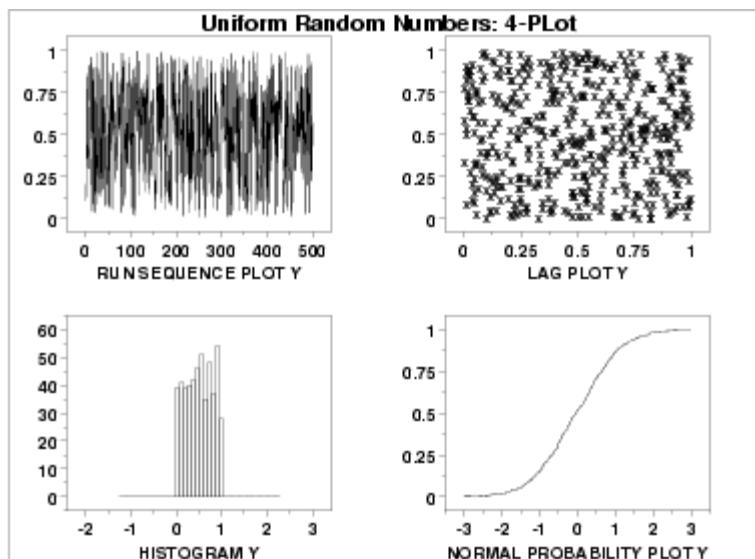 Uniform Random Numbers: 4-PLot
1
0.75
0.5
0.25
0
0 100 200 300 400 500
RUN SEQUENCE PLOT Y
1
0.75
0.5
0.25
0
0 0.25 0.5 0.75 1
LAG PLOT Y
60
50
40
30
20
10
0
-2 -1 0 1 2 3
HISTOGRAM Y
1
0.75
0.5
0.25
0
-3 -2 -1 0 1 2 3
NORMAL PROBABILITY PLOT Y